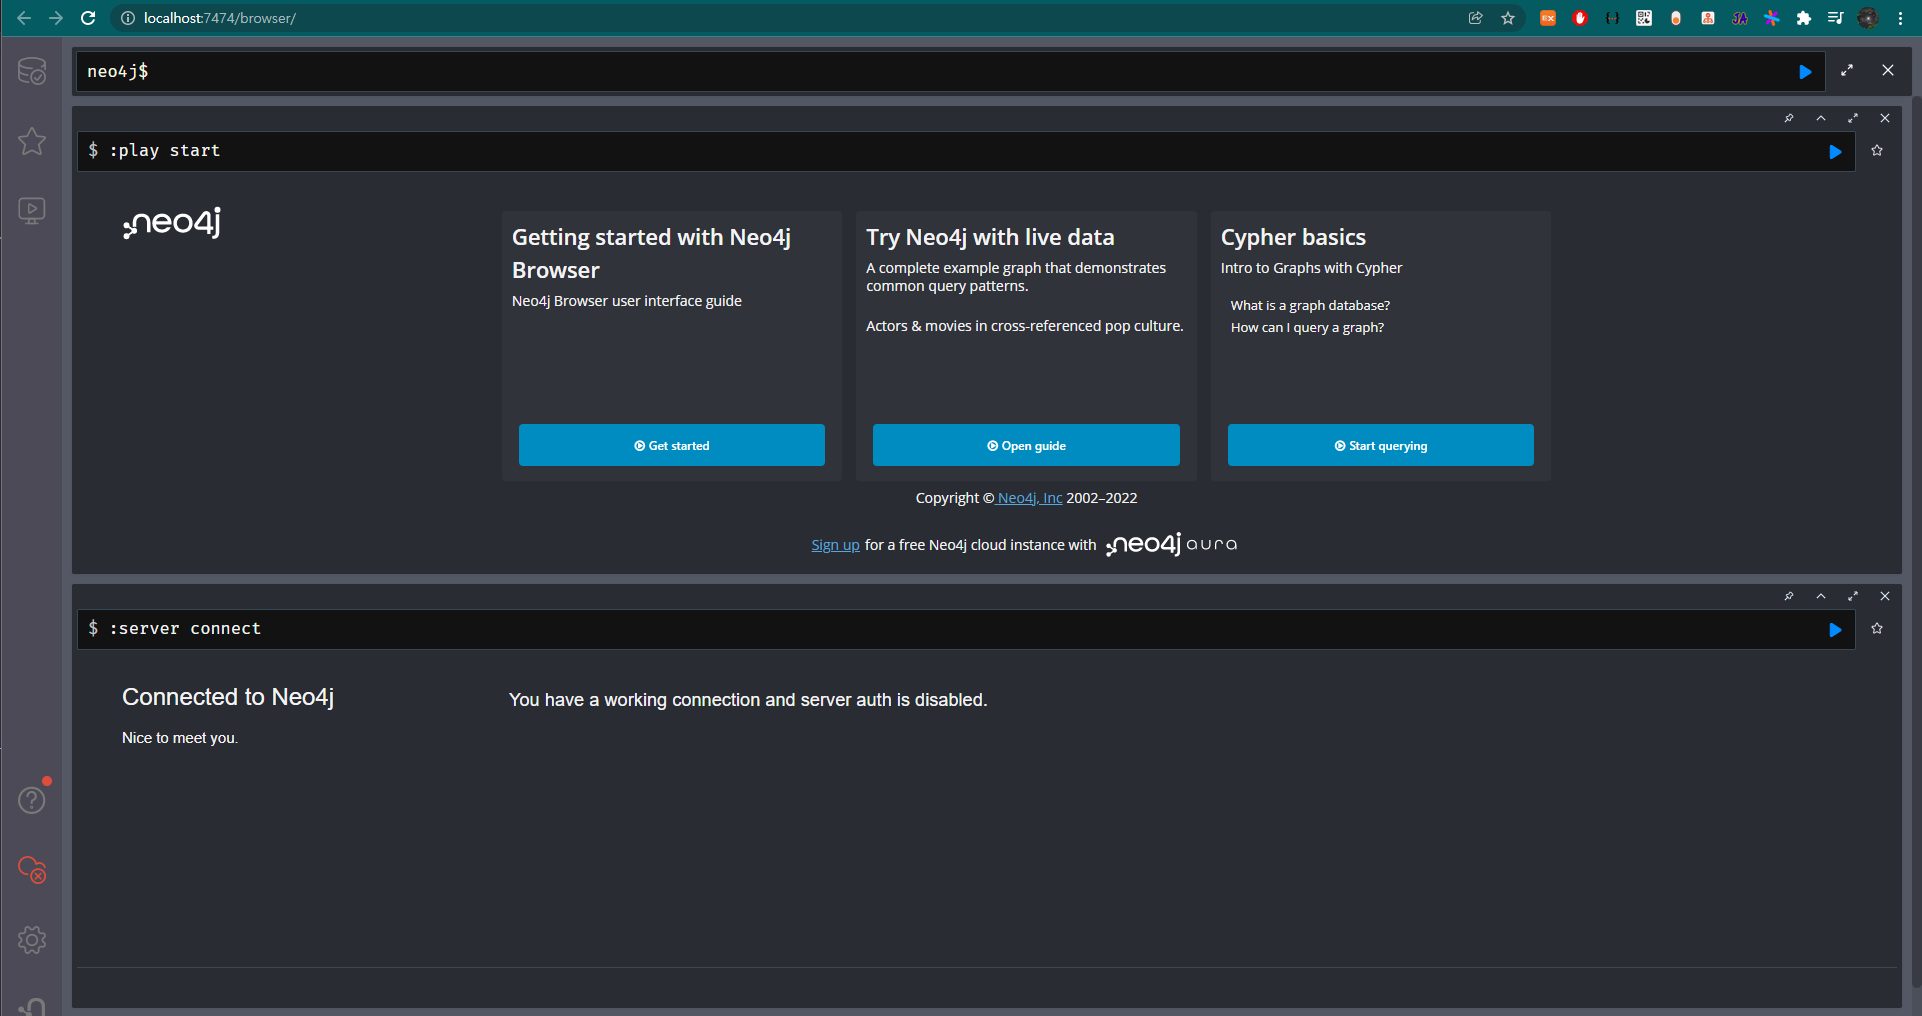 localhost:7474/browser/
neo4j$
$ :play start
neo4j
Getting started with Neo4j
Browser
Neo4j Browser user interface guide
Get started
Try Neo4j with live data
A complete example graph that demonstrates
common query patterns.
Actors & movies in cross-referenced pop culture.
Open guide
Cypher basics
Intro to Graphs with Cypher
What is a graph database?
How can I query a graph?
Start querying
Copyright © Neo4j, Inc 2002–2022
Sign up for a free Neo4j cloud instance with neo4j aura
$ :server connect
Connected to Neo4j
Nice to meet you.
You have a working connection and server auth is disabled.